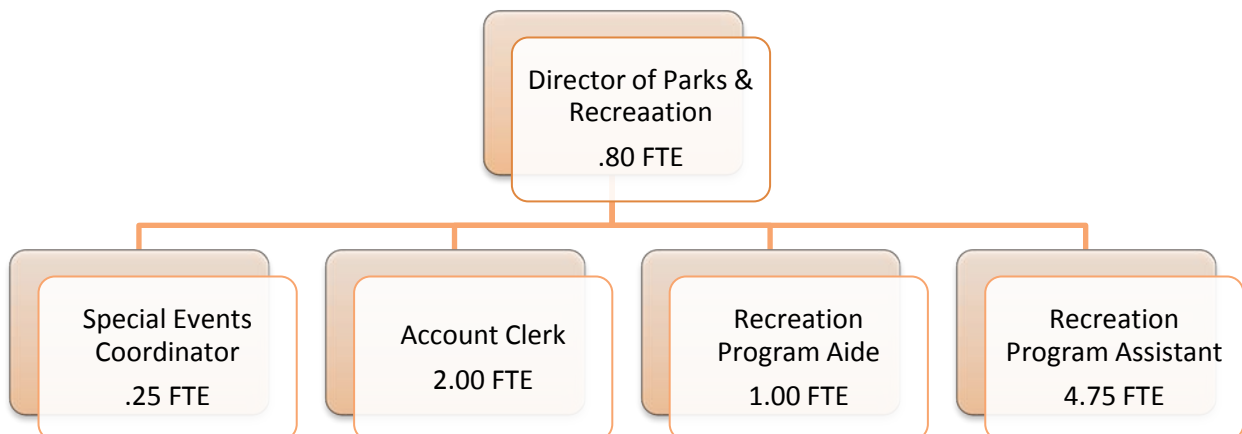 Director of Parks &
Recreaation
.80 FTE
Special Events
Coordinator
.25 FTE
Account Clerk
2.00 FTE
Recreation
Program Aide
1.00 FTE
Recreation
Program Assistant
4.75 FTE